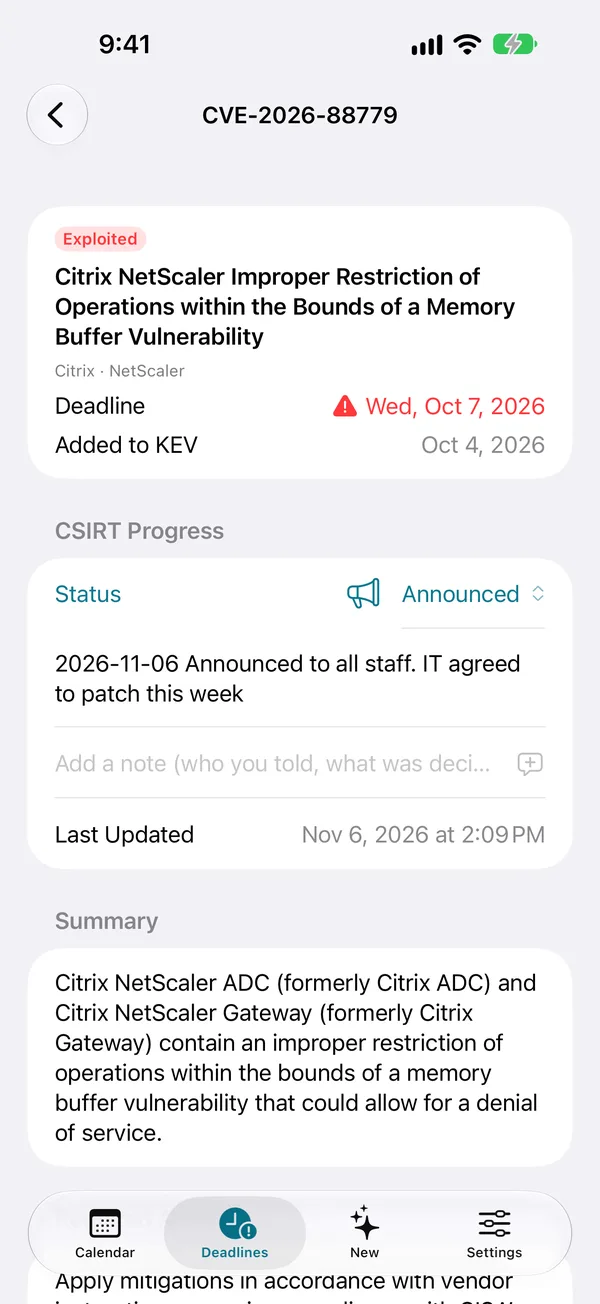 9:41
CVE-2026-88779
Exploited
Citrix NetScaler Improper Restriction of
Operations within the Bounds of a Memory
Buffer Vulnerability
Citrix · NetScaler
Deadline
Wed, Oct 7, 2026
Added to KEV
Oct 4, 2026
CSIRT Progress
Status
Announced
2026-11-06 Announced to all staff. IT agreed
to patch this week
Add a note (who you told, what was deci...
Last Updated
Nov 6, 2026 at 2:09 PM
Summary
Citrix NetScaler ADC (formerly Citrix ADC) and
Citrix NetScaler Gateway (formerly Citrix
Gateway) contain an improper restriction of
operations within the bounds of a memory
buffer vulnerability that could allow for a denial
of service.
Calendar
Deadlines
New
Settings
Apply mitigations in accordance with vendor